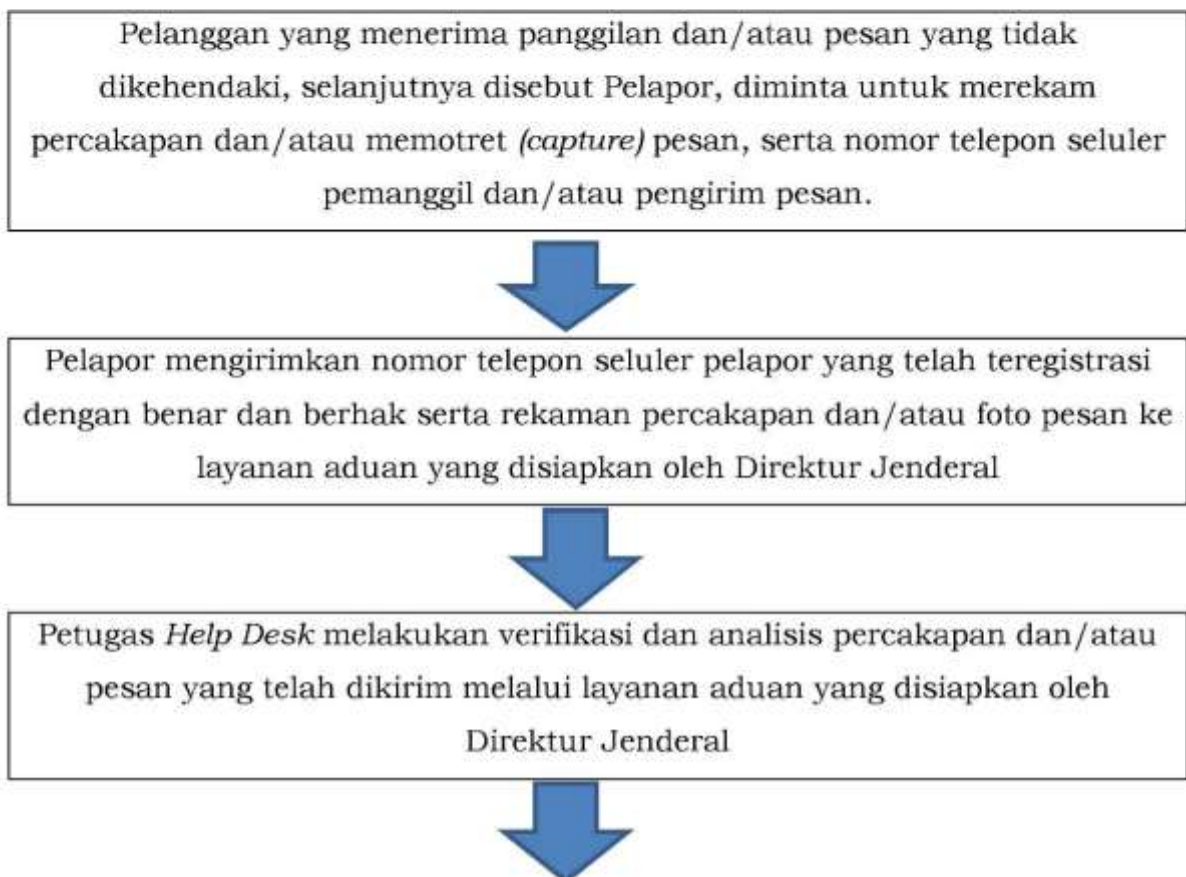 Pelanggan yang menerima panggilan dan/atau pesan yang tidak
dikehendaki, selanjutnya disebut Pelapor, diminta untuk merekam
percakapan dan/atau memotret (capture) pesan, serta nomor telepon seluler
pemanggil dan/atau pengirim pesan.
Pelapor mengirimkan nomor telepon seluler pelapor yang telah teregistrasi
dengan benar dan berhak serta rekaman percakapan dan/atau foto pesan ke
layanan aduan yang disiapkan oleh Direktur Jenderal
Petugas Help Desk melakukan verifikasi dan analisis percakapan dan/atau
pesan yang telah dikirim melalui layanan aduan yang disiapkan oleh
Direktur Jenderal